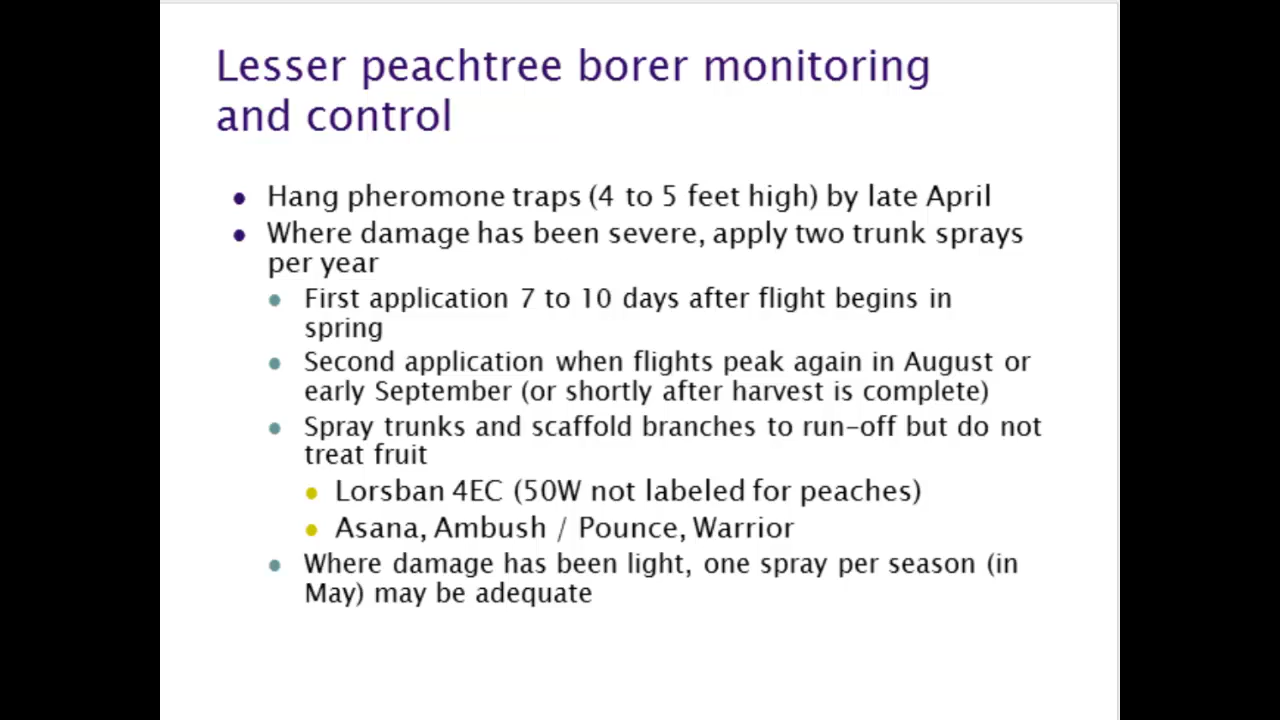 Lesser peachtree borer monitoring
and control
Hang pheromone traps (4 to 5 feet high) by late April
Where damage has been severe, apply two trunk sprays
per year
First application 7 to 10 days after flight begins in
spring
Second application when flights peak again in August or
early September (or shortly after harvest is complete)
Spray trunks and scaffold branches to run-off but do not
treat fruit
Lorsban 4EC (50W not labeled for peaches)
Asana, Ambush / Pounce, Warrior
Where damage has been light, one spray per season (in
May) may be adequate